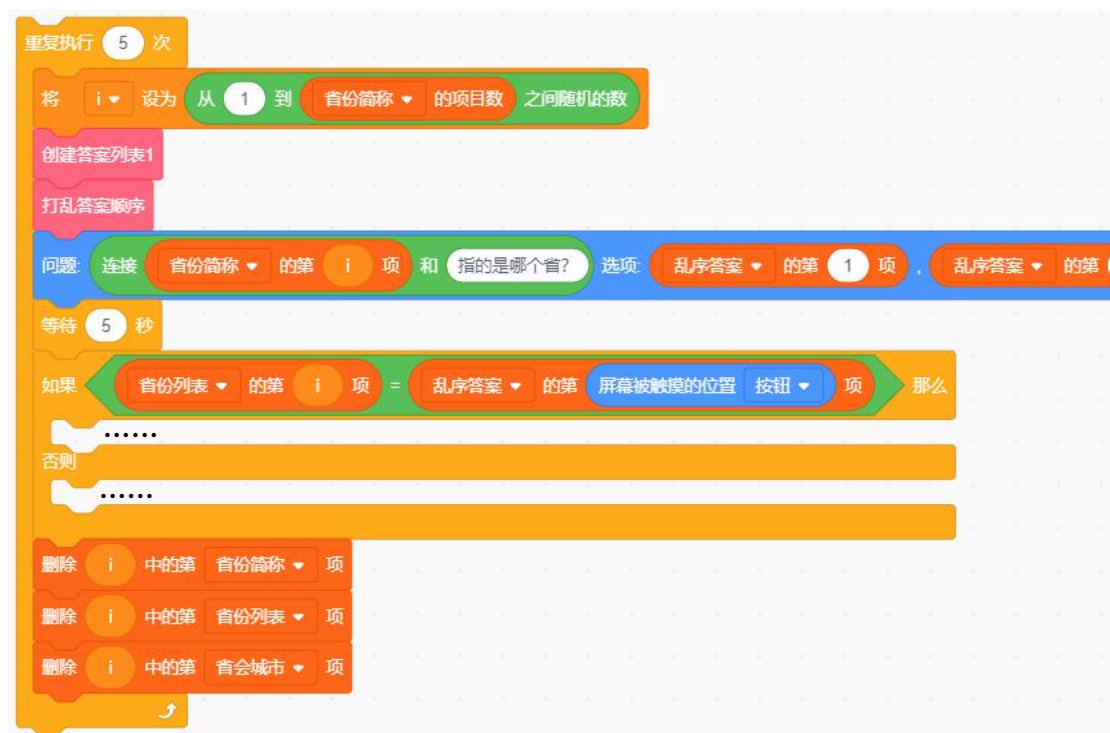 重复执行 5 次
将 i 设为 从 1 到 省份简称 的项目数 之间随机的数
创建答案列表1
打乱答案顺序
问题: 连接 省份简称 的第 i 项 和 指的是哪个省? 选项: 乱序答案 的第 1 项 , 乱序答案 的第
等待 5 秒
如果 省份列表 的第 i 项 = 乱序答案 的第 屏幕被触摸的位置 按钮 项 那么
......
否则
......
删除 i 中的第 省份简称 项
删除 i 中的第 省份列表 项
删除 i 中的第 省会城市 项